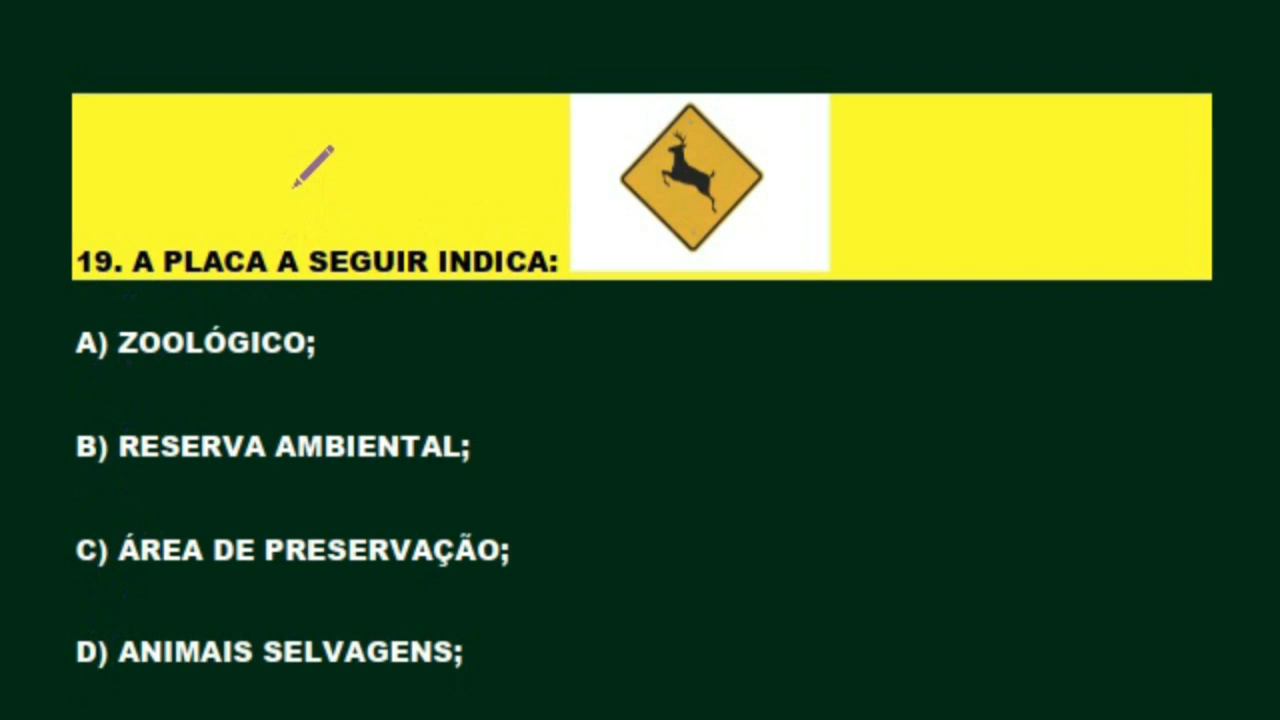 19. A PLACA A SEGUIR INDICA:
A) ZOOLÓGICO;
B) RESERVA AMBIENTAL;
C) ÁREA DE PRESERVAÇÃO;
D) ANIMAIS SELVAGENS;